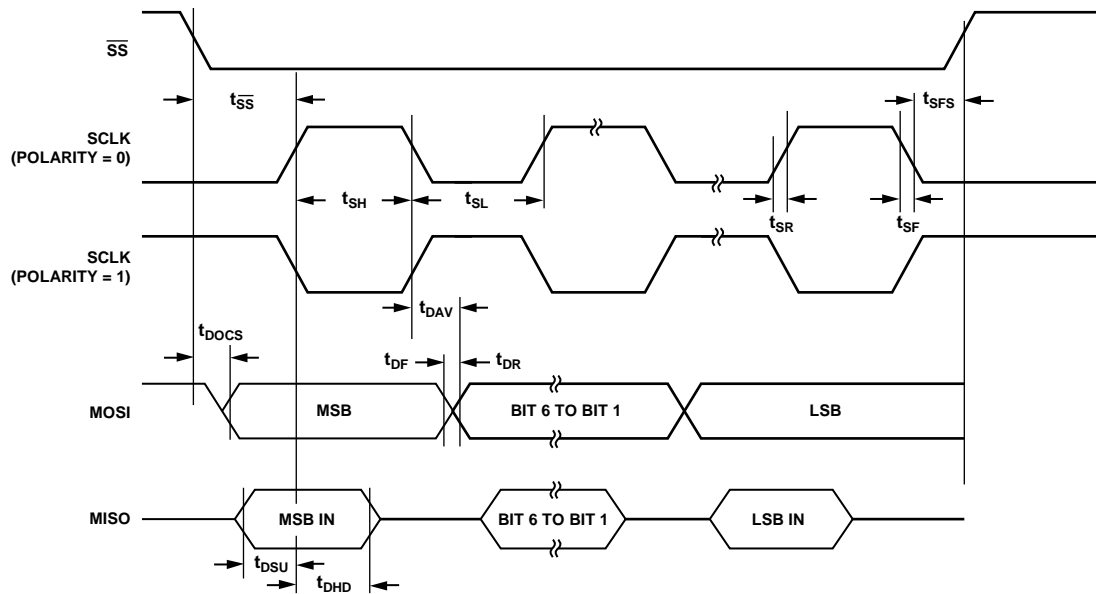 SS
tSS
tSFS
SCLK
(POLARITY = 0)
tSH
tSL
tSR
tSF
SCLK
(POLARITY = 1)
tDAV
tDOCS
tDF
tDR
MOSI
MSB
BIT 6 TO BIT 1
LSB
MISO
MSB IN
BIT 6 TO BIT 1
LSB IN
tDSU
tDHD